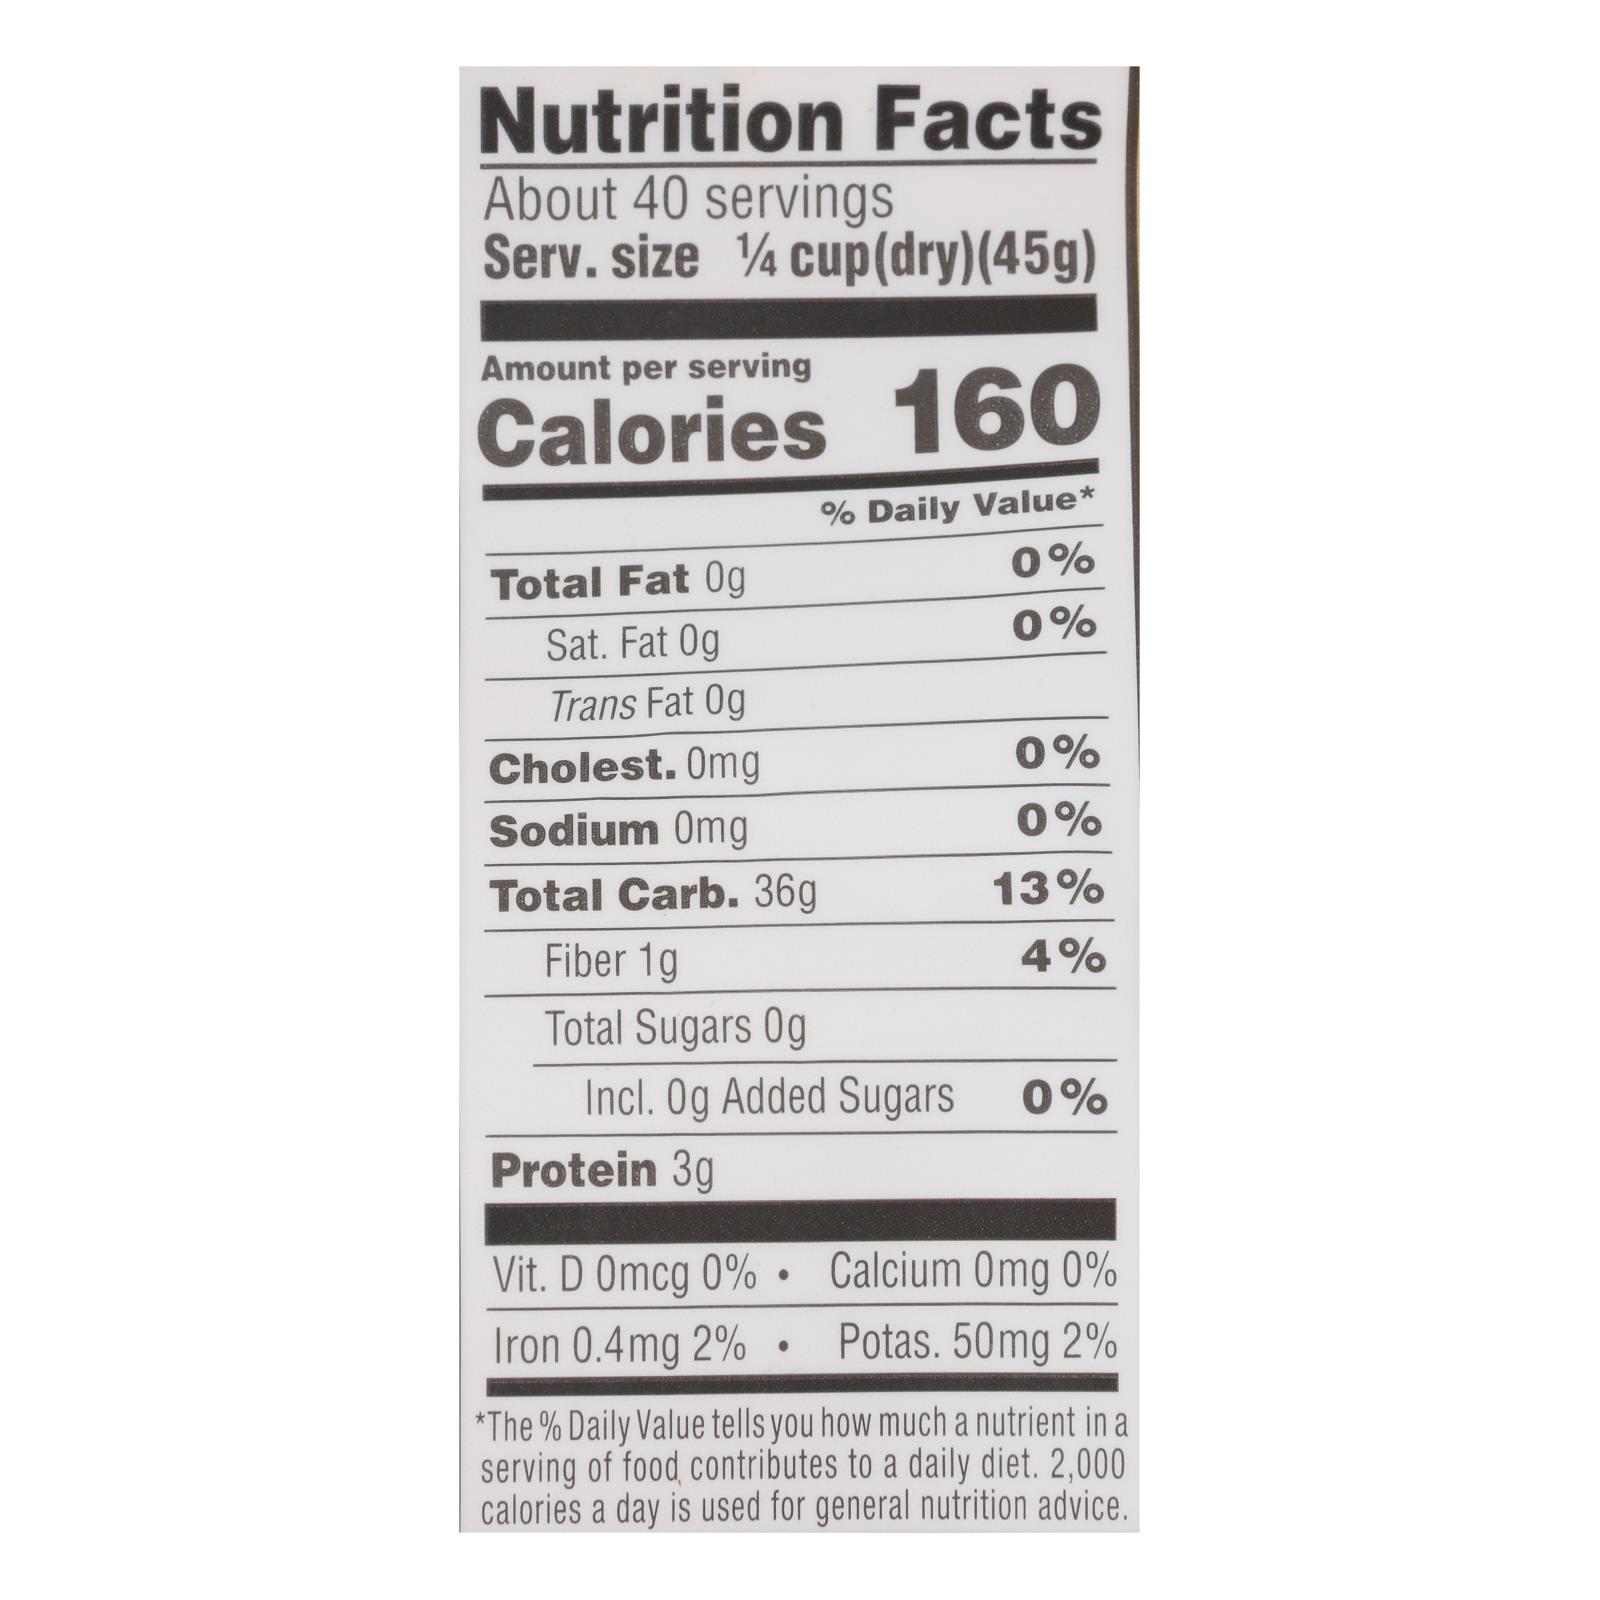 Nutrition Facts
About 40 servings
Serv. size ¼ cup(dry)(45g)
Amount per serving
Calories 160
% Daily Value*
Total Fat 0g 0%
Sat. Fat 0g 0%
Trans Fat 0g
Cholest. 0mg 0%
Sodium 0mg 0%
Total Carb. 36g 13%
Fiber 1g 4%
Total Sugars 0g
Incl. 0g Added Sugars 0%
Protein 3g
Vit. D 0mcg 0% • Calcium 0mg 0%
Iron 0.4mg 2% • Potas. 50mg 2%
*The % Daily Value tells you how much a nutrient in a
serving of food contributes to a daily diet. 2,000
calories a day is used for general nutrition advice.